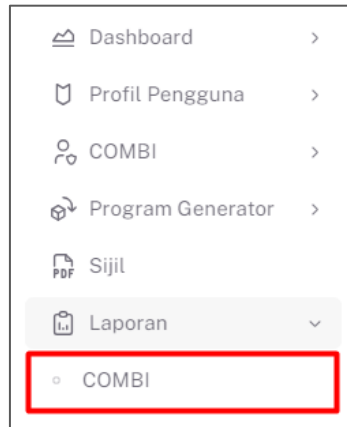 Dashboard
Profil Pengguna
COMBI
Program Generator
PDF Sijil
Laporan
COMBI